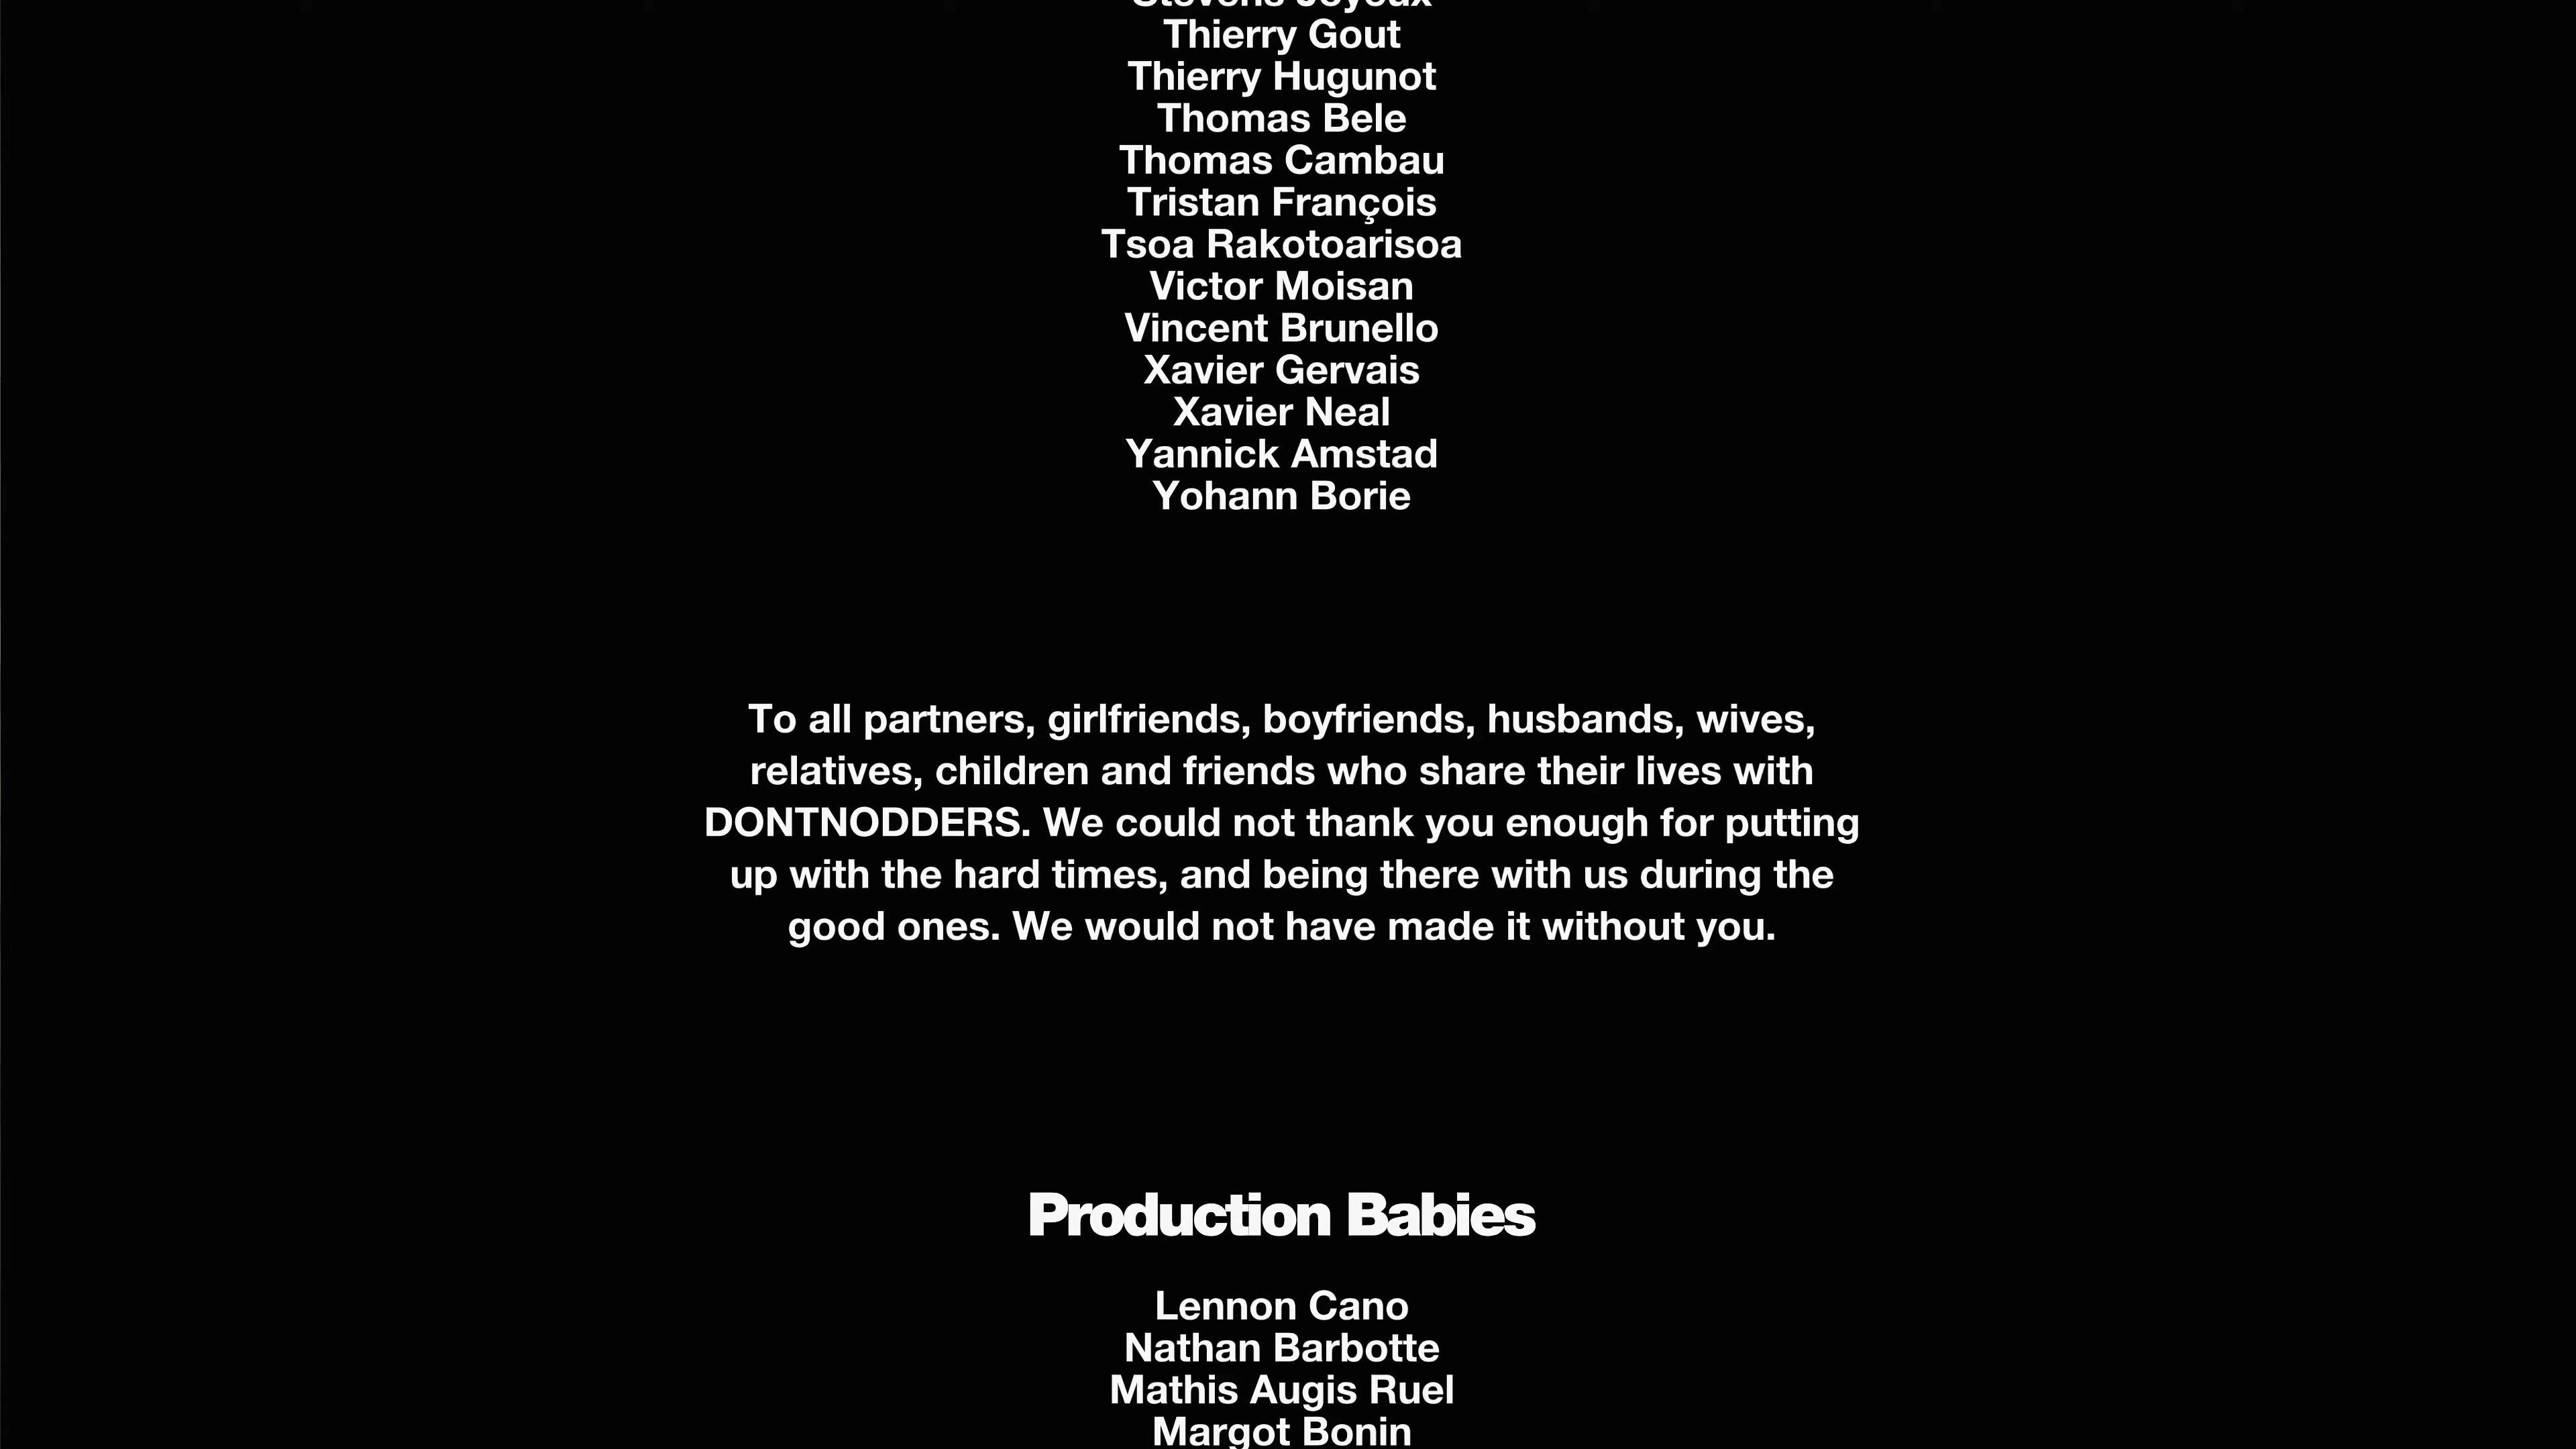 Stevens Joyeux
Thierry Gout
Thierry Hugunot
Thomas Bele
Thomas Cambau
Tristan François
Tsoa Rakotoarisoa
Victor Moisan
Vincent Brunello
Xavier Gervais
Xavier Neal
Yannick Amstad
Yohann Borie
To all partners, girlfriends, boyfriends, husbands, wives,
relatives, children and friends who share their lives with
DONTNODDERS. We could not thank you enough for putting
up with the hard times, and being there with us during the
good ones. We would not have made it without you.
Production Babies
Lennon Cano
Nathan Barbotte
Mathis Augis Ruel
Margot Bonin